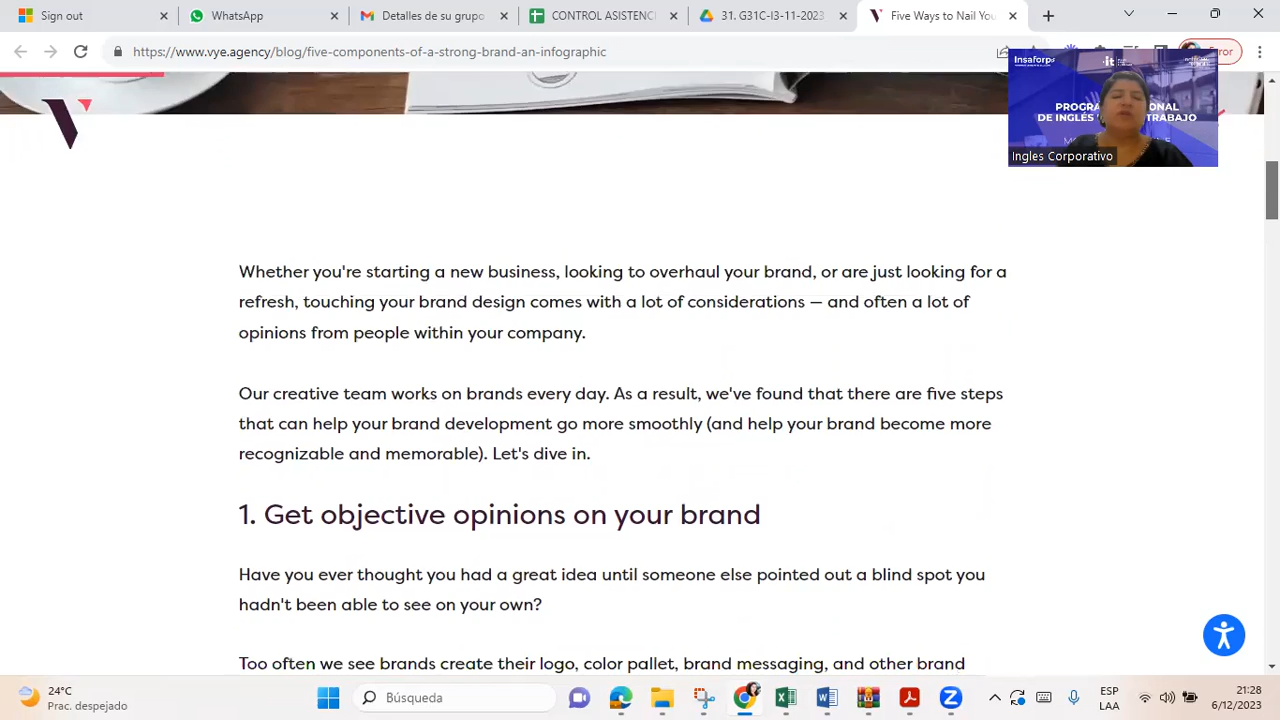 Sign out
WhatsApp
Detalles de su grupo
CONTROL ASISTENCI
31. G31C-I3-11-2023
Five Ways to Nail You
https://www.vye.agency/blog/five-components-of-a-strong-brand-an-infographic
Error
Insaforp
DE INGLÉS
TRABAJO
Ingles Corporativo
Whether you're starting a new business, looking to overhaul your brand, or are just looking for a
refresh, touching your brand design comes with a lot of considerations — and often a lot of
opinions from people within your company.
Our creative team works on brands every day. As a result, we've found that there are five steps
that can help your brand development go more smoothly (and help your brand become more
recognizable and memorable). Let's dive in.
1. Get objective opinions on your brand
Have you ever thought you had a great idea until someone else pointed out a blind spot you
hadn't been able to see on your own?
Too often we see brands create their logo, color pallet, brand messaging, and other brand
24°C
Prac. despejado
Búsqueda
ESP
LAA
21:28
6/12/2023